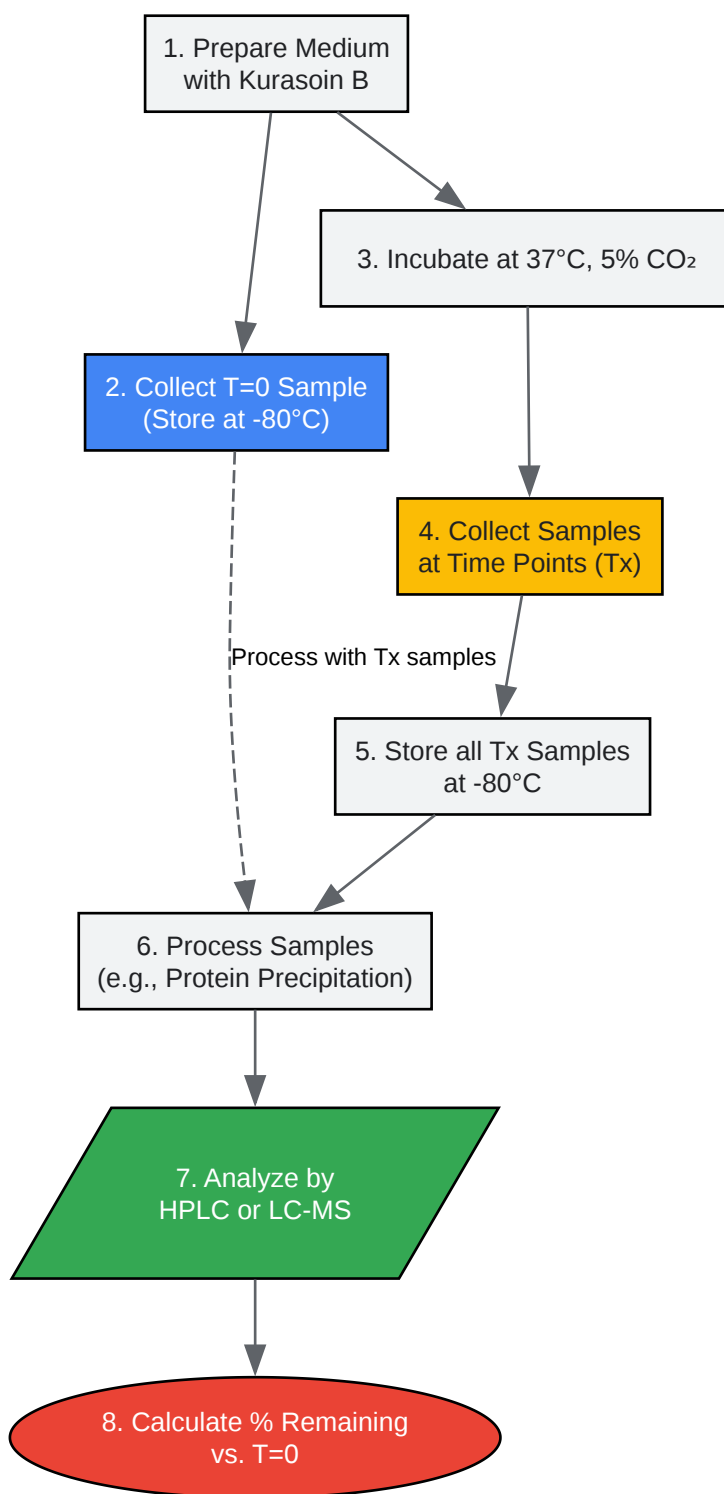 1. Prepare Medium
with Kurasoin B
3. Incubate at 37°C, 5% CO₂
2. Collect T=0 Sample
(Store at -80°C)
4. Collect Samples
at Time Points (Tx)
Process with Tx samples
5. Store all Tx Samples
at -80°C
6. Process Samples
(e.g., Protein Precipitation)
7. Analyze by
HPLC or LC-MS
8. Calculate % Remaining
vs. T=0